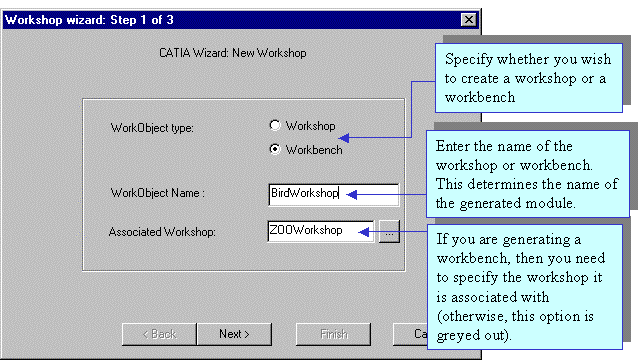 Workshop wizard: Step 1 of 3
CATIA Wizard: New Workshop
Specify whether you wish
to create a workshop or a
workbench
WorkObject type:
Workshop
Workbench
Enter the name of the
workshop or workbench.
This determines the name of
the generated module.
WorkObject Name :
BirdWorkshop
Associated Workshop:
ZOOWorkshop
...
If you are generating a
workbench, then you need
to specify the workshop it
is associated with
(otherwise, this option is
greyed out).
< Back
Next >
Finish
Ca